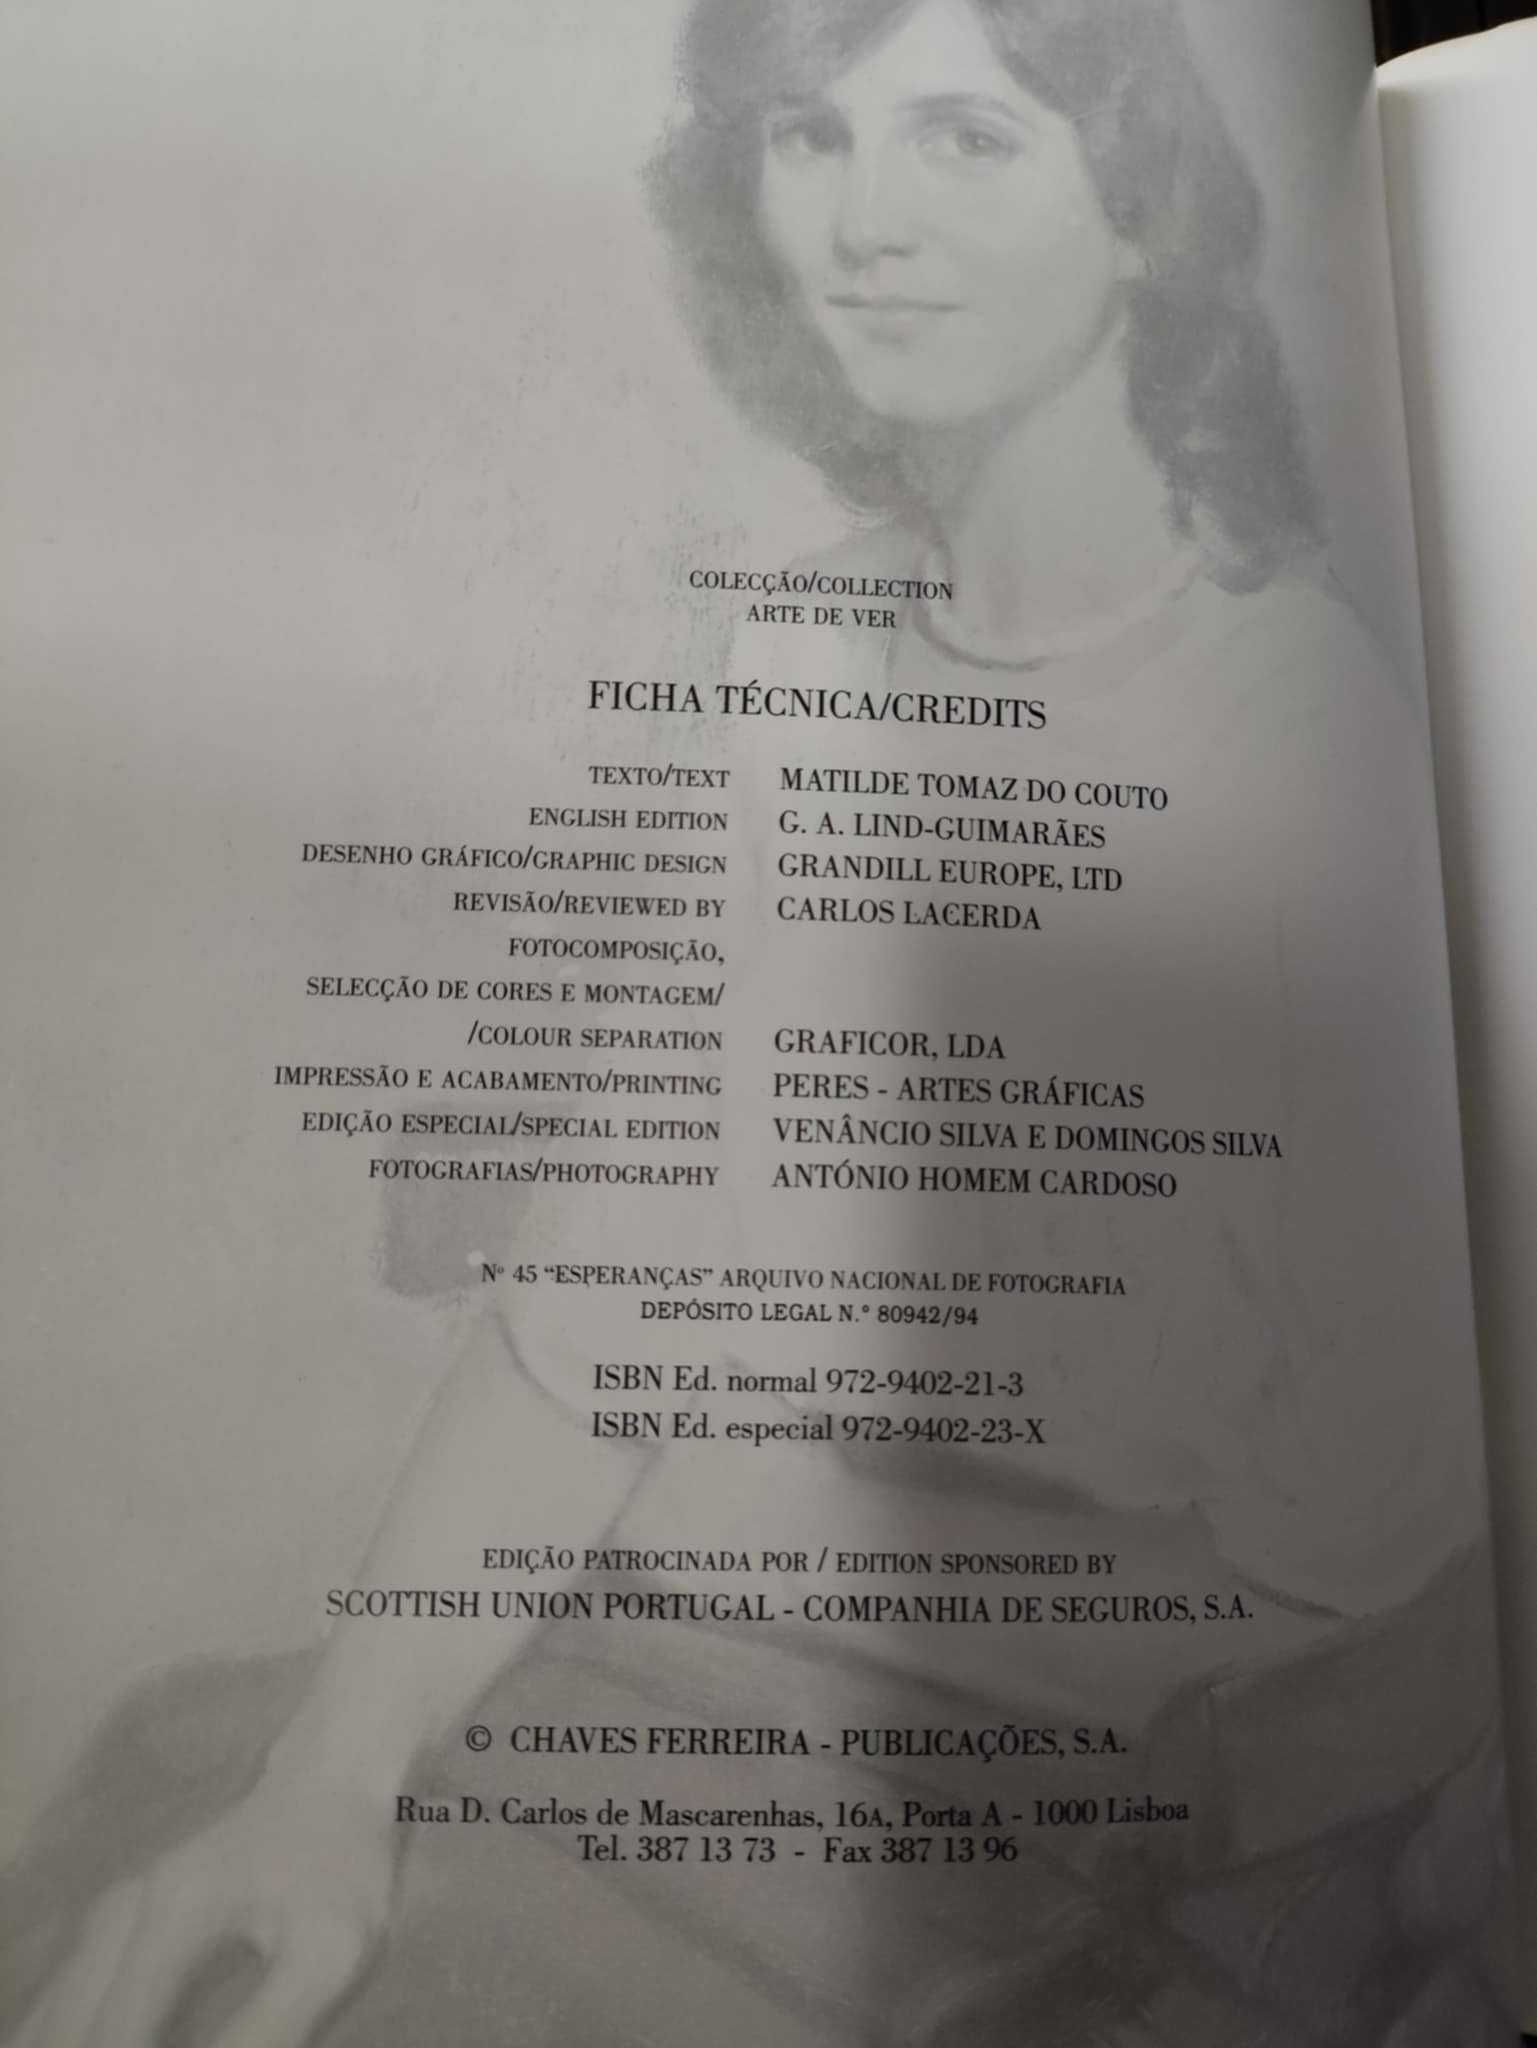 COLECÇÃO/COLLECTION
ARTE DE VER
FICHA TÉCNICA/CREDITS
TEXTO/TEXT MATILDE TOMAZ DO COUTO
ENGLISH EDITION G. A. LIND-GUIMARÃES
DESENHO GRÁFICO/GRAPHIC DESIGN GRANDILL EUROPE, LTD
REVISÃO/REVIEWED BY CARLOS LACERDA
FOTOCOMPOSIÇÃO,
SELECÇÃO DE CORES E MONTAGEM/
/COLOUR SEPARATION GRAFICOR, LDA
IMPRESSÃO E ACABAMENTO/PRINTING PERES - ARTES GRÁFICAS
EDIÇÃO ESPECIAL/SPECIAL EDITION VENÂNCIO SILVA E DOMINGOS SILVA
FOTOGRAFIAS/PHOTOGRAPHY ANTÓNIO HOMEM CARDOSO
Nº 45 “ESPERANÇAS” ARQUIVO NACIONAL DE FOTOGRAFIA
DEPÓSITO LEGAL N.° 80942/94
ISBN Ed. normal 972-9402-21-3
ISBN Ed. especial 972-9402-23-X
EDIÇÃO PATROCINADA POR / EDITION SPONSORED BY
SCOTTISH UNION PORTUGAL - COMPANHIA DE SEGUROS, S.A.
© CHAVES FERREIRA - PUBLICAÇÕES, S.A.
Rua D. Carlos de Mascarenhas, 16A, Porta A - 1000 Lisboa
Tel. 387 13 73 - Fax 387 13 96